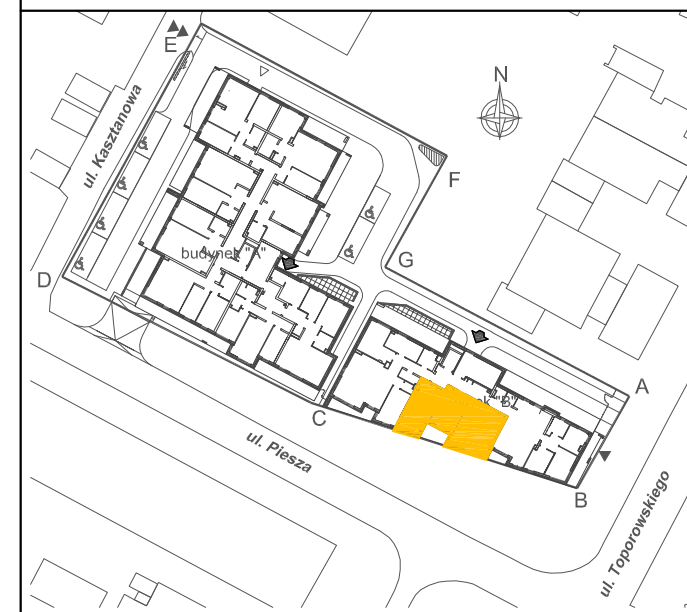 E
N
ul. Kasztanowa
F
budynek "A"
G
D
A
"B"
C
ul. Piesza
B
ul. Toporowskiego